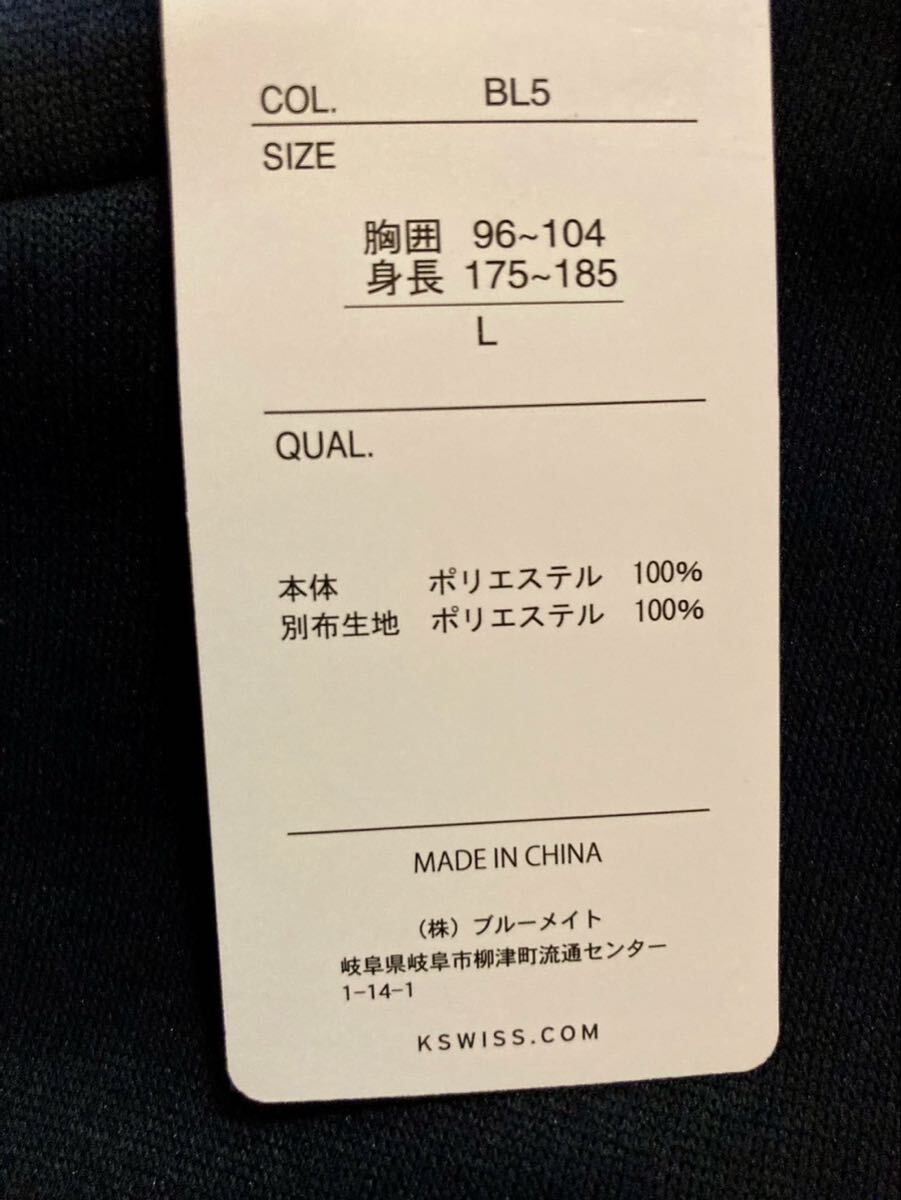 COL. BL5
SIZE
胸囲 96~104
身長 175~185
L
QUAL.
本体 ポリエステル 100%
別布生地 ポリエステル 100%
MADE IN CHINA
（株）ブルーメイト
岐阜県岐阜市柳津町流通センター
1-14-1
KSWISS.COM